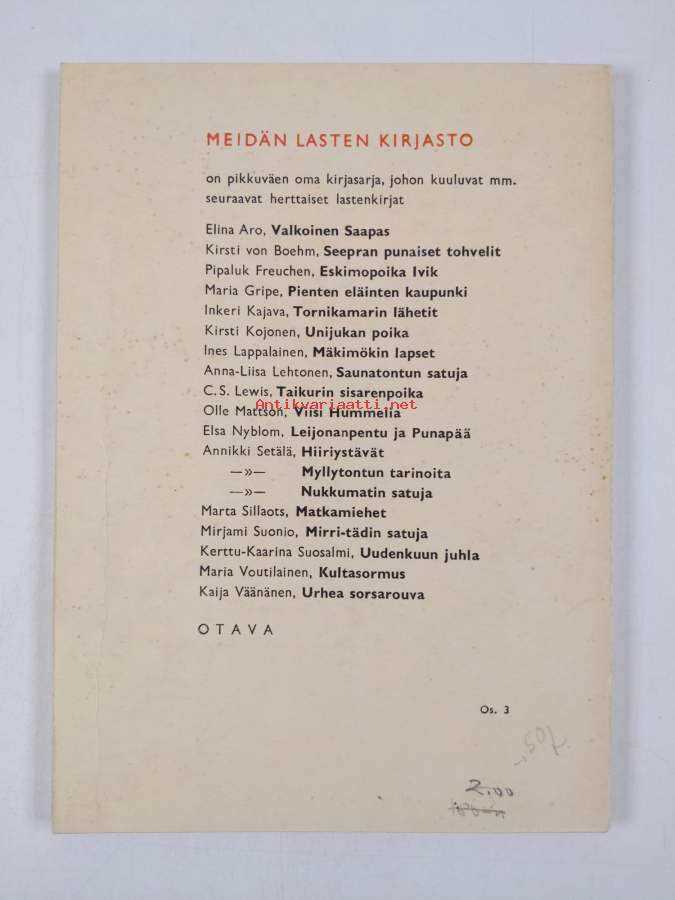 MEIDÄN LASTEN KIRJASTO
on pikkuväen oma kirjasarja, johon kuuluvat mm.
seuraavat herttaiset lastenkirjat
Elina Aro, Valkoinen Saapas
Kirsti von Boehm, Seepran punaiset tohvelit
Pipaluk Freuchen, Eskimopoika Ivik
Maria Gripe, Pienten eläinten kaupunki
Inkeri Kajava, Tornikamarin lähetit
Kirsti Kojonen, Unijukan poika
Ines Lappalainen, Mäkimökin lapset
Anna-Liisa Lehtonen, Saunatontun satuja
C. S. Lewis, Taikurin sisarenpoika
Antikvariaatti.net
Olle Mattson, Viisi Hummelia
Elsa Nyblom, Leijonanpentu ja Punapää
Annikki Setälä, Hiiriystävät
—»— Myllytontun tarinoita
—»— Nukkumatin satuja
Marta Sillaots, Matkamiehet
Mirjami Suonio, Mirri-tädin satuja
Kerttu-Kaarina Suosalmi, Uudenkuun juhla
Maria Voutilainen, Kultasormus
Kaija Väänänen, Urhea sorsarouva
OTAVA
Os. 3
2.00